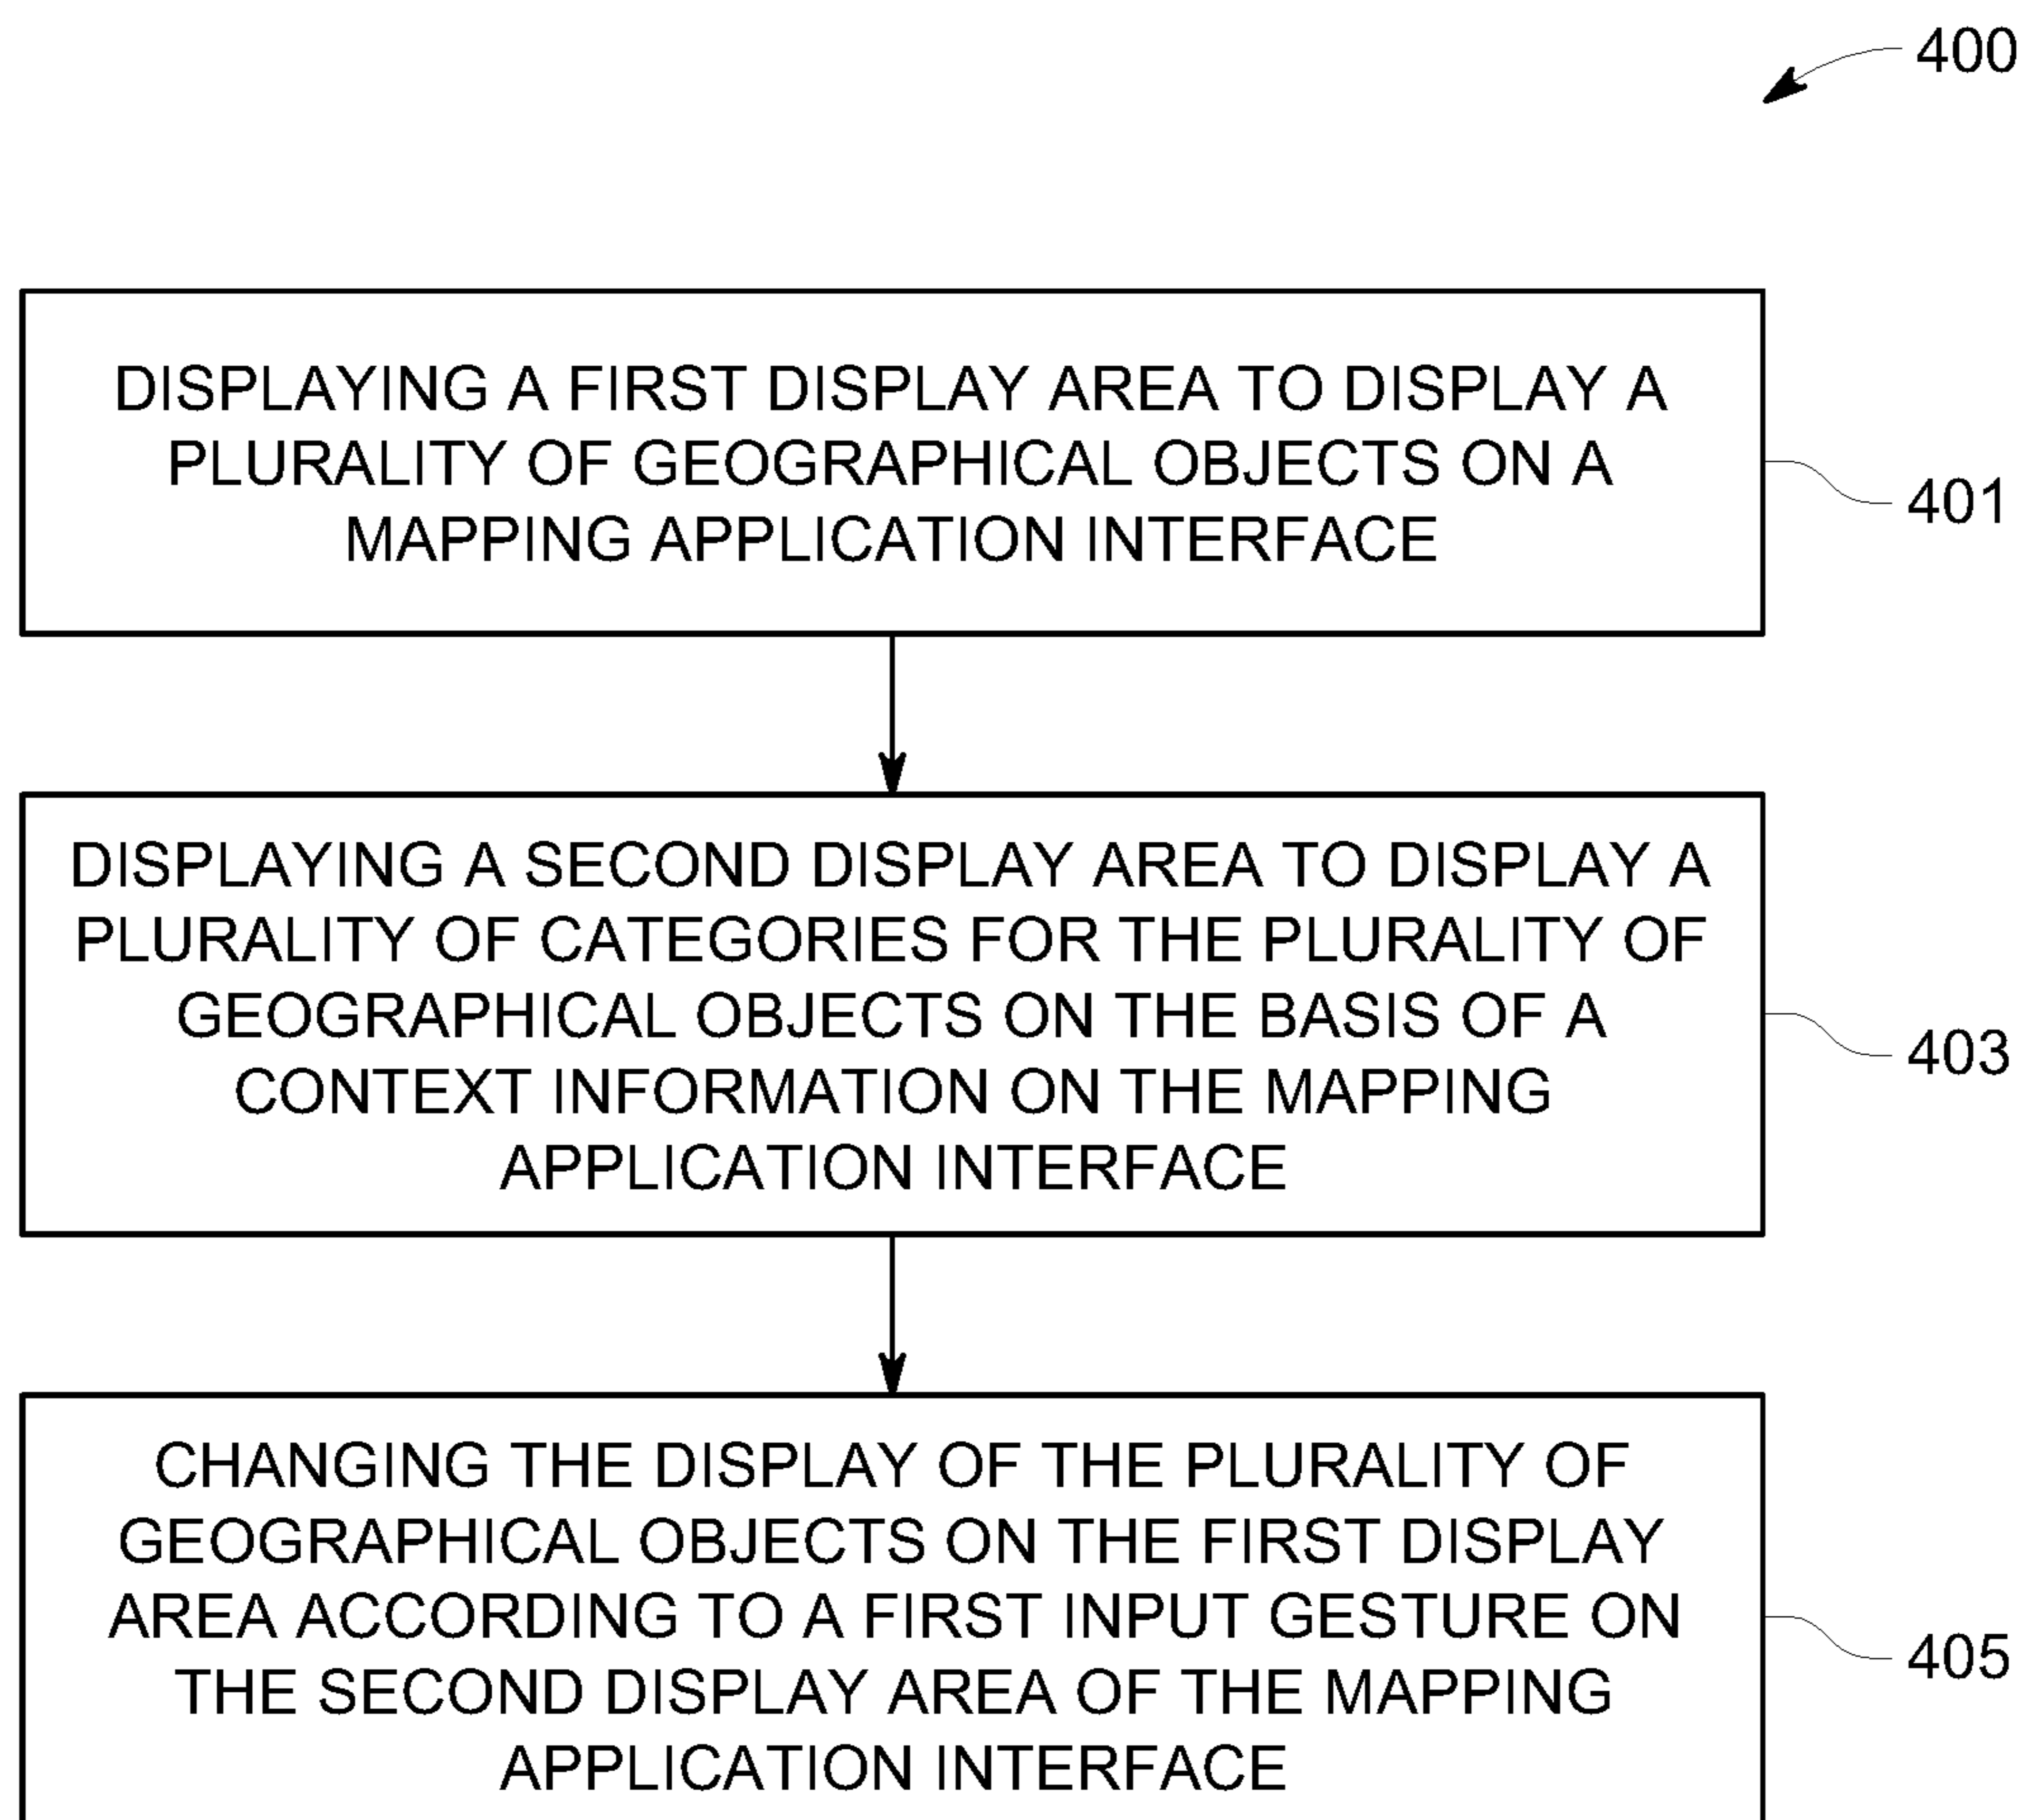 400
DISPLAYING A FIRST DISPLAY AREA TO DISPLAY A
PLURALITY OF GEOGRAPHICAL OBJECTS ON A
MAPPING APPLICATION INTERFACE
401
DISPLAYING A SECOND DISPLAY AREA TO DISPLAY A
PLURALITY OF CATEGORIES FOR THE PLURALITY OF
GEOGRAPHICAL OBJECTS ON THE BASIS OF A
CONTEXT INFORMATION ON THE MAPPING
APPLICATION INTERFACE
403
CHANGING THE DISPLAY OF THE PLURALITY OF
GEOGRAPHICAL OBJECTS ON THE FIRST DISPLAY
AREA ACCORDING TO A FIRST INPUT GESTURE ON
THE SECOND DISPLAY AREA OF THE MAPPING
APPLICATION INTERFACE
405